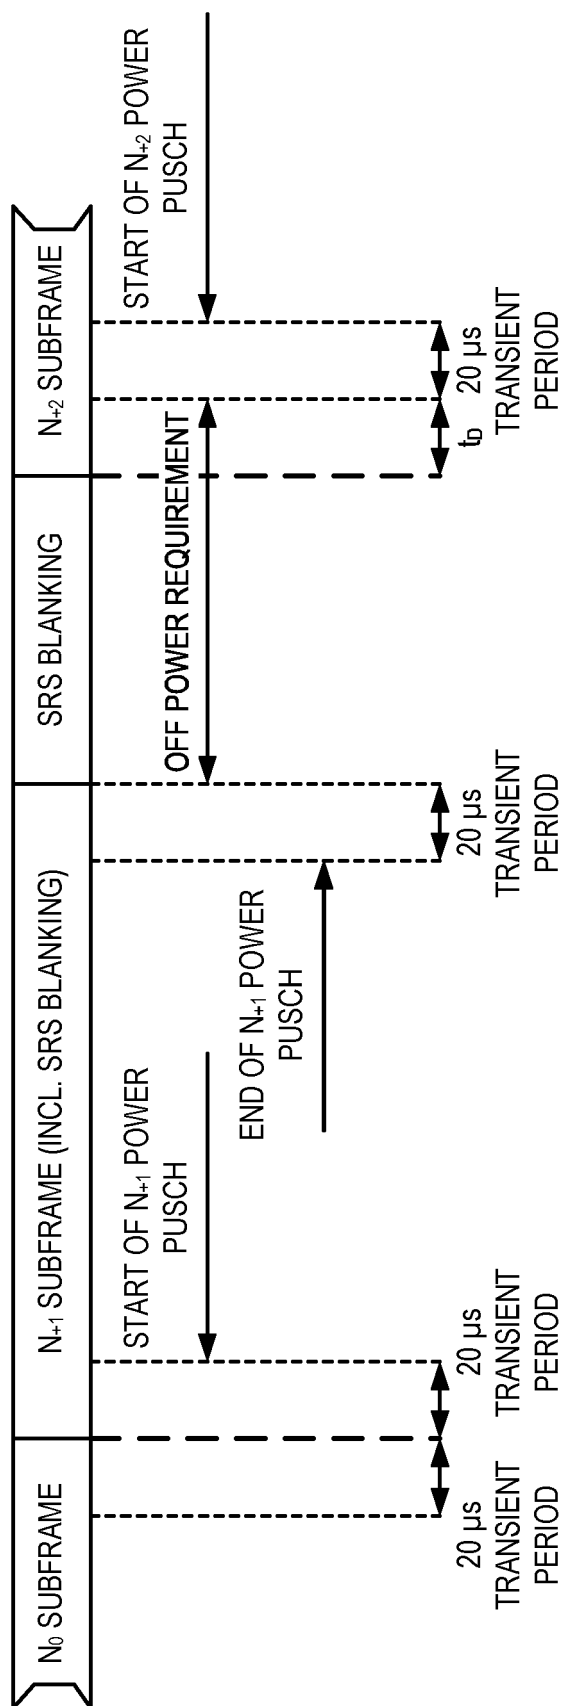 N₀ SUBFRAME
N₊₁ SUBFRAME (INCL. SRS BLANKING)
SRS BLANKING
N₊₂ SUBFRAME
START OF N₊₁ POWER
PUSCH
OFF POWER REQUIREMENT
START OF N₊₂ POWER
PUSCH
END OF N₊₁ POWER
PUSCH
20 µs
TRANSIENT
PERIOD
20 µs
TRANSIENT
PERIOD
20 µs
TRANSIENT
PERIOD
t_D
20 µs
TRANSIENT
PERIOD